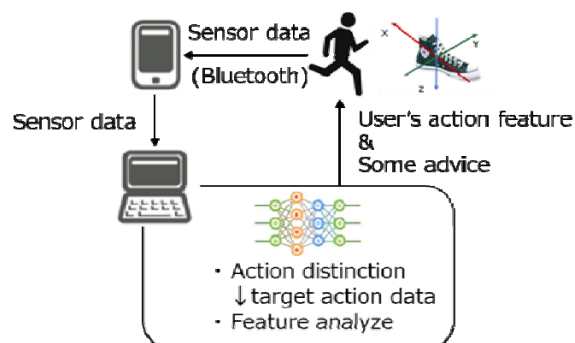 Sensor data
(Bluetooth)
X
Y
Z
Sensor data
User's action feature
&
Some advice
・Action distinction
↓target action data
・Feature analyze